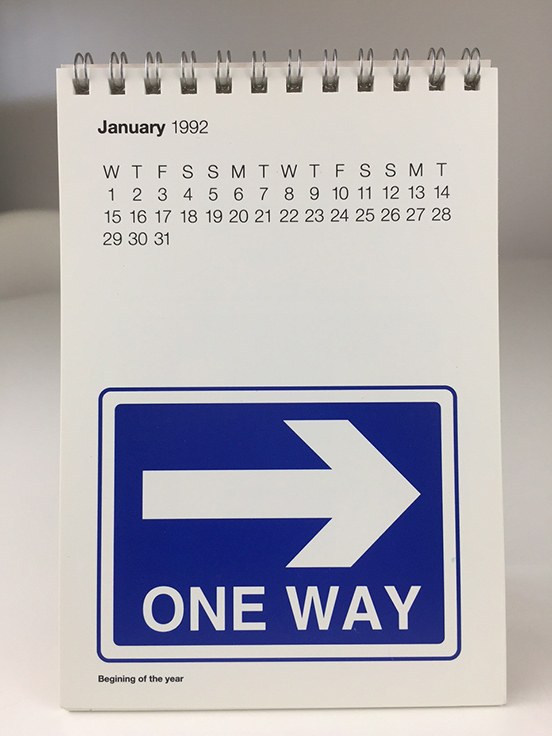 January 1992
W T F S S M T W T F S S M T
1 2 3 4 5 6 7 8 9 10 11 12 13 14
15 16 17 18 19 20 21 22 23 24 25 26 27 28
29 30 31
ONE WAY
Begining of the year